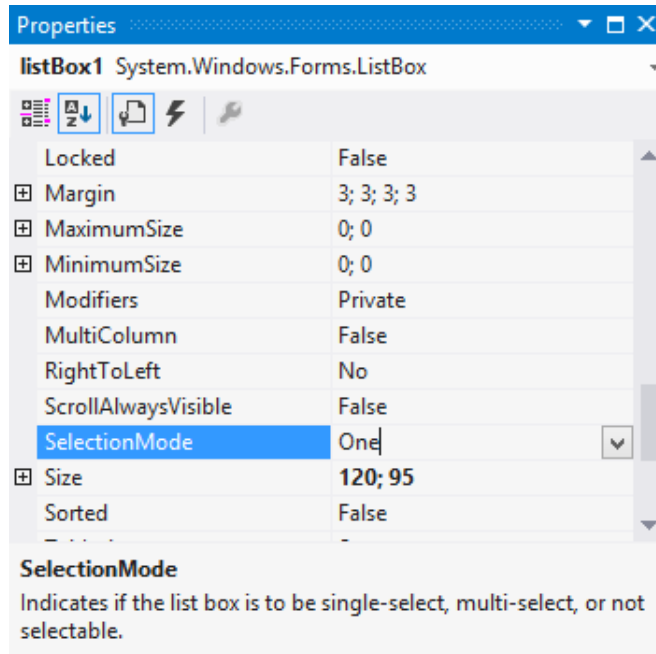 Properties
listBox1 System.Windows.Forms.ListBox
Locked False
Margin 3; 3; 3; 3
MaximumSize 0; 0
MinimumSize 0; 0
Modifiers Private
MultiColumn False
RightToLeft No
ScrollAlwaysVisible False
SelectionMode One
Size 120; 95
Sorted False
SelectionMode
Indicates if the list box is to be single-select, multi-select, or not
selectable.